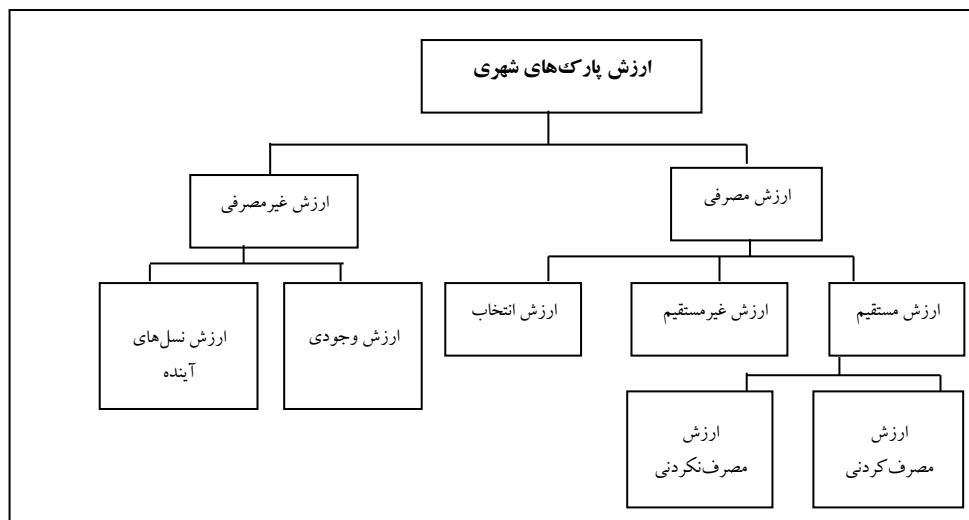 ارزش پارک‌های شهری
ارزش مصرفی
ارزش غیرمصرفی
ارزش مستقیم
ارزش غیرمستقیم
ارزش انتخاب
ارزش وجودی
ارزش نسل‌های
آینده
ارزش
مصرف‌کردنی
ارزش
مصرف‌نکردنی